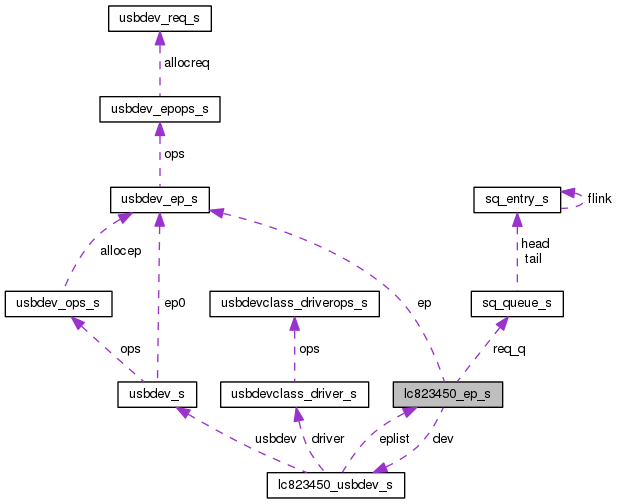 usbdev_req_s
allocreq
usbdev_epops_s
ops
usbdev_ep_s
sq_entry_s
flink
allocep
head
tail
usbdev_ops_s
ep0
usbdevclass_driverops_s
ep
sq_queue_s
ops
ops
req_q
usbdev_s
usbdevclass_driver_s
lc823450_ep_s
usbdev
driver
eplist
dev
lc823450_usbdev_s